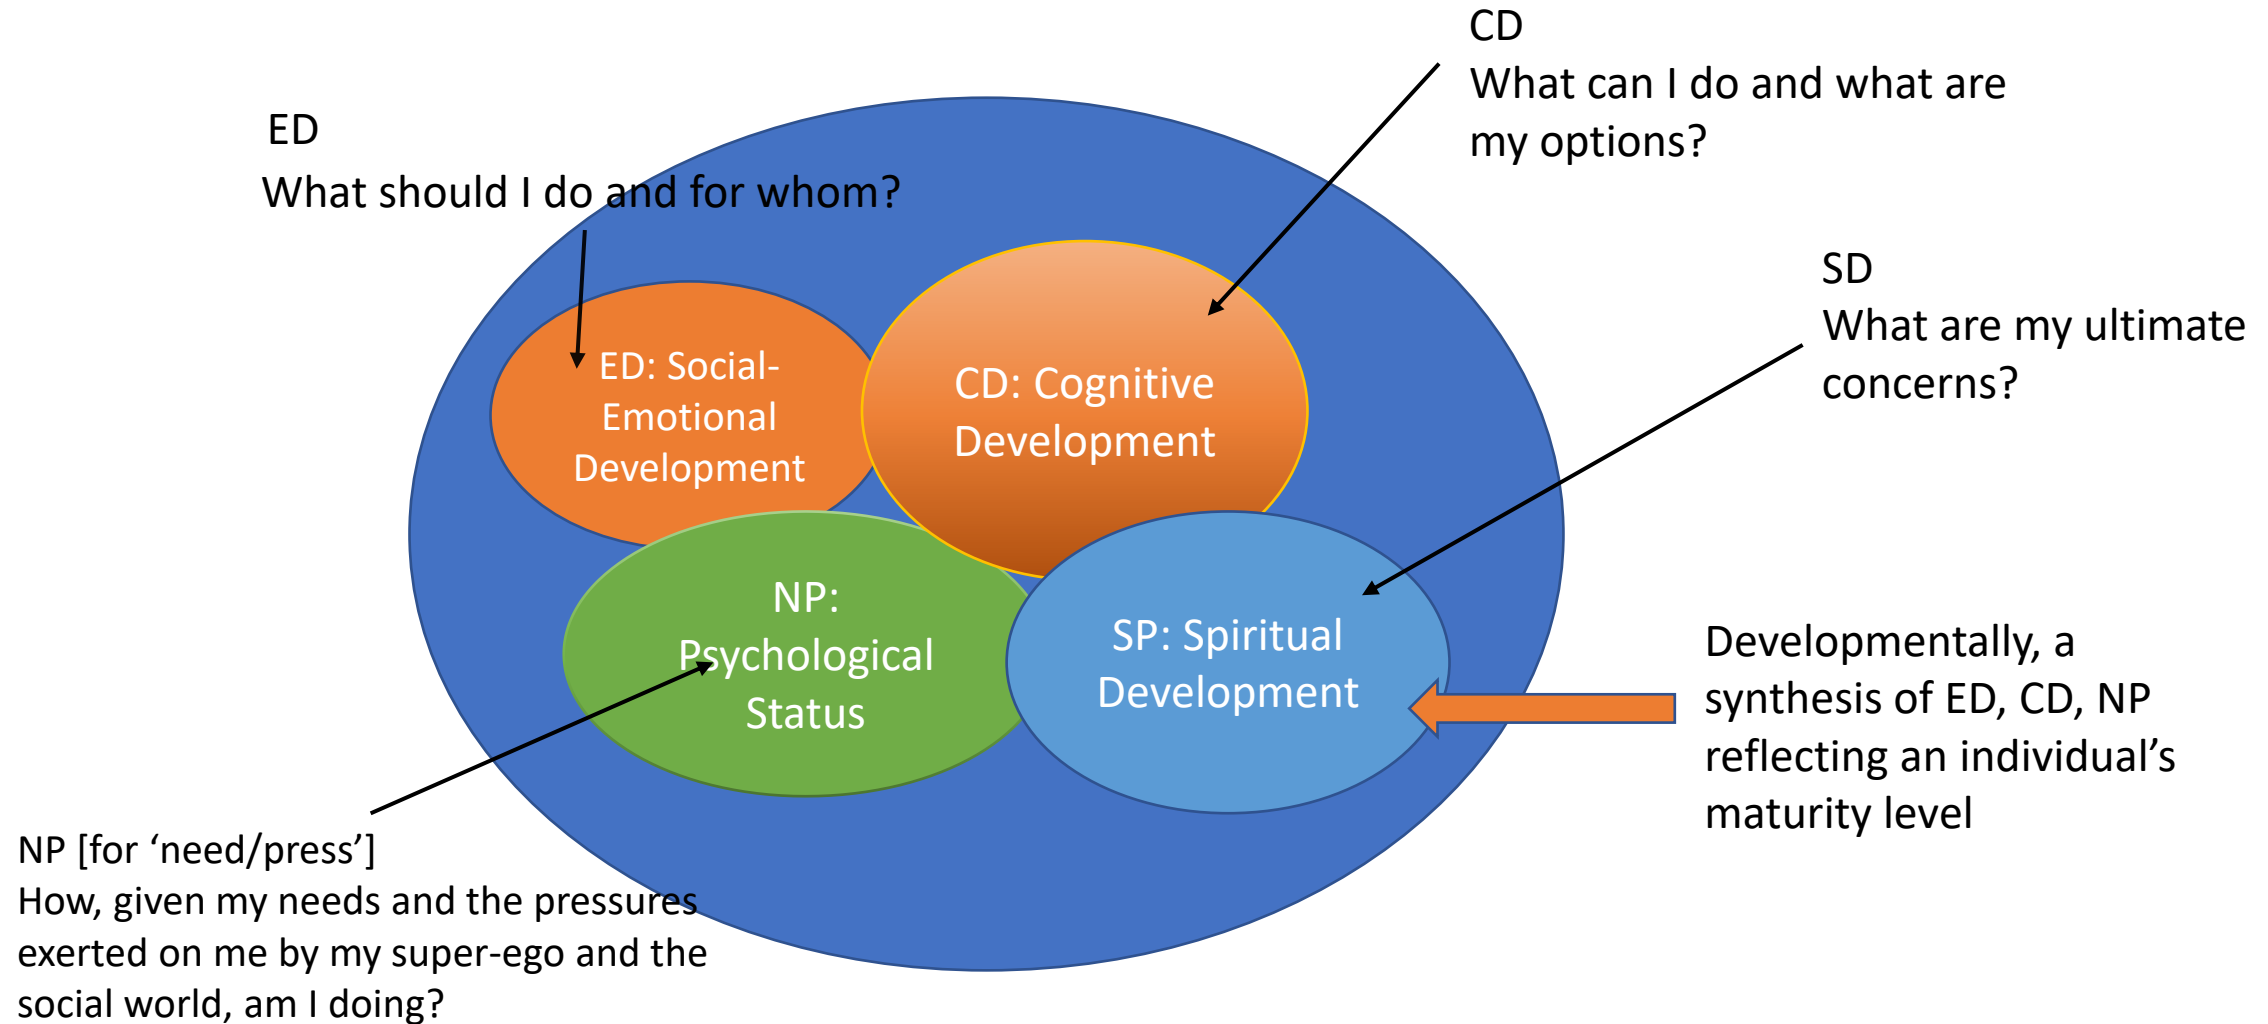 CD
What can I do and what are
my options?
ED
What should I do and for whom?
SD
What are my ultimate
concerns?
ED: Social-
Emotional
Development
CD: Cognitive
Development
NP:
Psychological
Status
SP: Spiritual
Development
Developmentally, a
synthesis of ED, CD, NP
reflecting an individual’s
maturity level
NP [for ‘need/press’]
How, given my needs and the pressures
exerted on me by my super-ego and the
social world, am I doing?